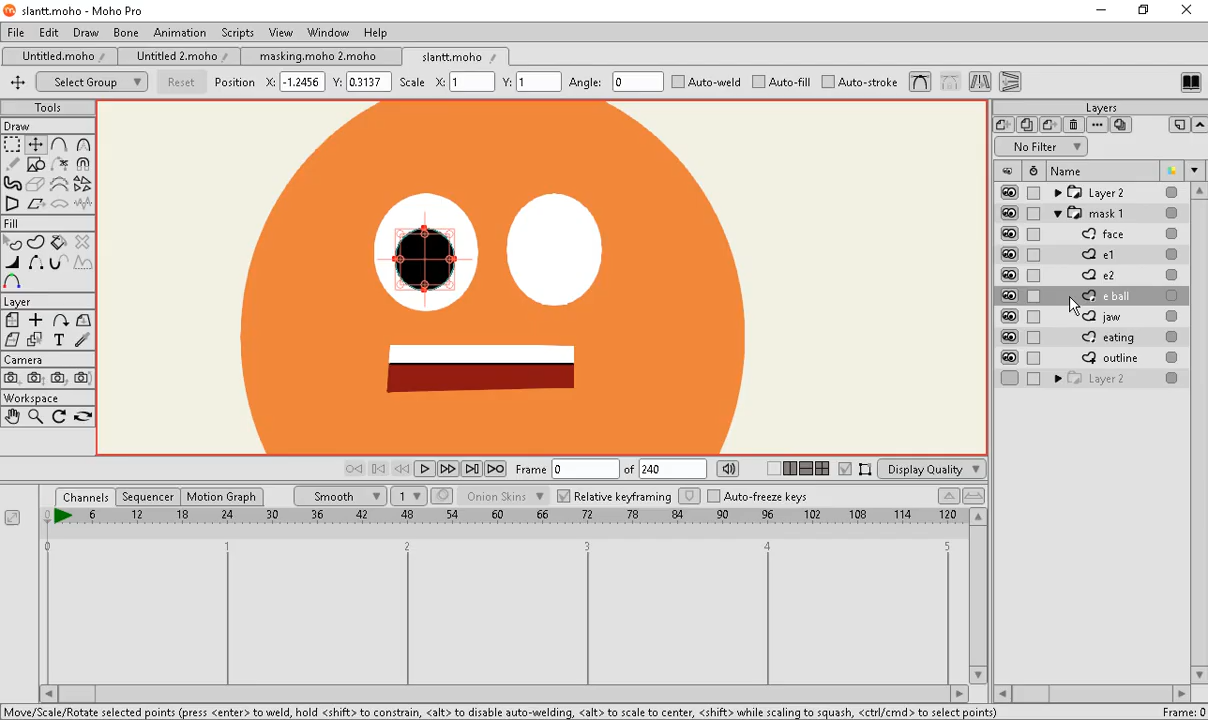 slantt.moho - Moho Pro
File Edit Draw Bone Animation Scripts View Window Help
Untitled.moho Untitled 2.moho masking.moho 2.moho slantt.moho
Select Group Reset Position X: -1.2456 Y: 0.3137 Scale X: 1 Y: 1 Angle: 0 Auto-weld Auto-fill Auto-stroke
Tools
Draw
Fill
Layer
Camera
Workspace
Layers
No Filter
Name
Layer 2
mask 1
face
e1
e2
e ball
jaw
eating
outline
Layer 2
Frame 0 of 240 Display Quality
Channels Sequencer Motion Graph Smooth 1 Onion Skins Relative keyframing Auto-freeze keys
0 6 12 18 24 30 36 42 48 54 60 66 72 78 84 90 96 102 108 114 120
0 1 2 3 4 5
Move/Scale/Rotate selected points (press <enter> to weld, hold <shift> to constrain, <alt> to disable auto-welding, <alt> to scale to center, <shift> while scaling to squash, <ctrl/cmd> to select points) Frame: 0